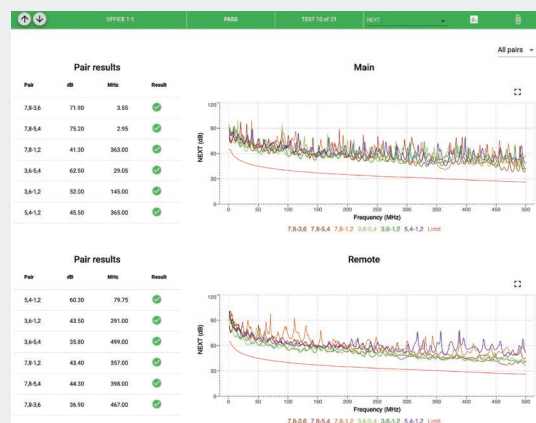 OFFICE 1-1 PASS TEST 10 of 21 NEXT
All pairs
Pair results
Pair dB MHz Result
7,8-3,6 71.90 3.55
7,8-5,4 75.20 2.95
7,8-1,2 41.30 363.00
3,6-5,4 62.50 29.05
3,6-1,2 52.00 145.00
5,4-1,2 45.50 365.00
Main
NEXT (dB)
120
90
60
30
0
0 50 100 150 200 250 300 350 400 450 500
Frequency (MHz)
7,8-3,6 7,8-5,4 7,8-1,2 3,6-5,4 3,6-1,2 5,4-1,2 Limit
Pair results
Pair dB MHz Result
5,4-1,2 60.30 79.75
3,6-1,2 43.50 291.00
3,6-5,4 35.80 499.00
7,8-1,2 43.40 357.00
7,8-5,4 44.30 398.00
7,8-3,6 36.90 467.00
Remote
NEXT (dB)
120
90
60
30
0
0 50 100 150 200 250 300 350 400 450 500
Frequency (MHz)
7,8-3,6 7,8-5,4 7,8-1,2 3,6-5,4 3,6-1,2 5,4-1,2 Limit